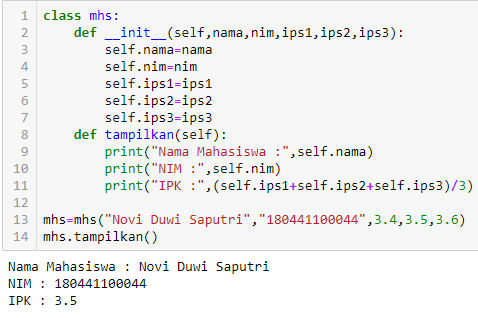 1 class mhs:
2     def __init__(self,nama,nim,ips1,ips2,ips3):
3         self.nama=nama
4         self.nim=nim
5         self.ips1=ips1
6         self.ips2=ips2
7         self.ips3=ips3
8     def tampilkan(self):
9         print("Nama Mahasiswa :",self.nama)
10         print("NIM :",self.nim)
11         print("IPK :",(self.ips1+self.ips2+self.ips3)/3)
12
13 mhs=mhs("Novi Duwi Saputri","180441100044",3.4,3.5,3.6)
14 mhs.tampilkan()
Nama Mahasiswa : Novi Duwi Saputri
NIM : 180441100044
IPK : 3.5